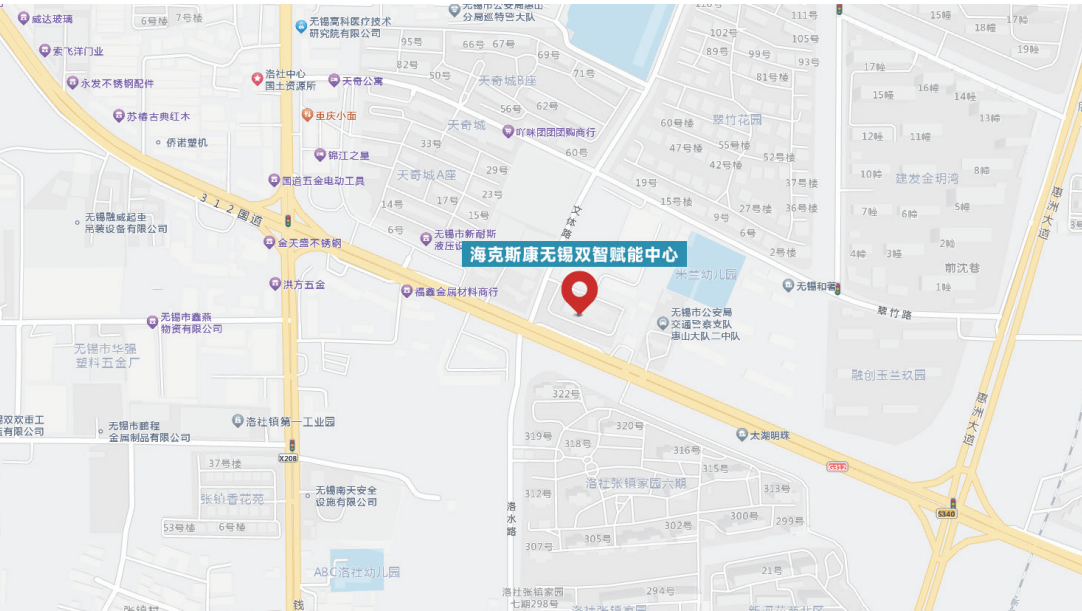 威达玻璃
6号楼
7号楼
无锡高科医疗技术
研究院有限公司
分局巡特警大队
102号
111号
105号
15幢
17幢
18幢
19幢
索飞洋门业
95号
66号
67号
69号
89号
99号
93号
82号
50号
71号
81号楼
17幢
洛社中心
国土资源所
天奇公寓
天奇城B座
永发不锈钢配件
16幢
15幢
14幢
苏椿古典红木
重庆小面
56号
62号
13幢
天奇城
吖咪团团团购商行
60号楼
翠竹花园
侨诺塑机
33号
47号楼
55号楼
12幢
11幢
锦江之星
60号
42号楼
52号楼
国道五金电动工具
天奇城A座
29号
19号
37号楼
10幢
建发金玥湾
8幢
312国道
14号
17号
23号
15号楼
27号楼
36号楼
惠洲大道
无锡融威起重
吊装设备有限公司
15号
文体路
9号
7幢
6幢
5幢
6号
无锡市新耐斯
6号
金天盛不锈钢
海克斯康无锡双智赋能中心
2号楼
4幢
3幢
2幢
前沈巷
米兰幼儿园
洪方五金
福鑫金属材料商行
无锡和著
1幢
无锡市鑫燕
物资有限公司
无锡市公安局
交通警察支队
惠山大队二中队
翠竹路
无锡市华强
塑料五金厂
融创玉兰玖园
322号
惠洲大道
洛社镇第一工业园
320号
无锡市鹏程
金属制品有限公司
319号
318号
太湖明珠
X208
316号
37号楼
315号
张镇香花苑
无锡南天安全
设施有限公司
312号
洛社张镇家园六期
313号
洛水路
S340
53号楼
6号楼
302号
300号
299号
305号
307号
ABC洛社幼儿园
21号
洛社张镇家园
七期298号
294号
钱